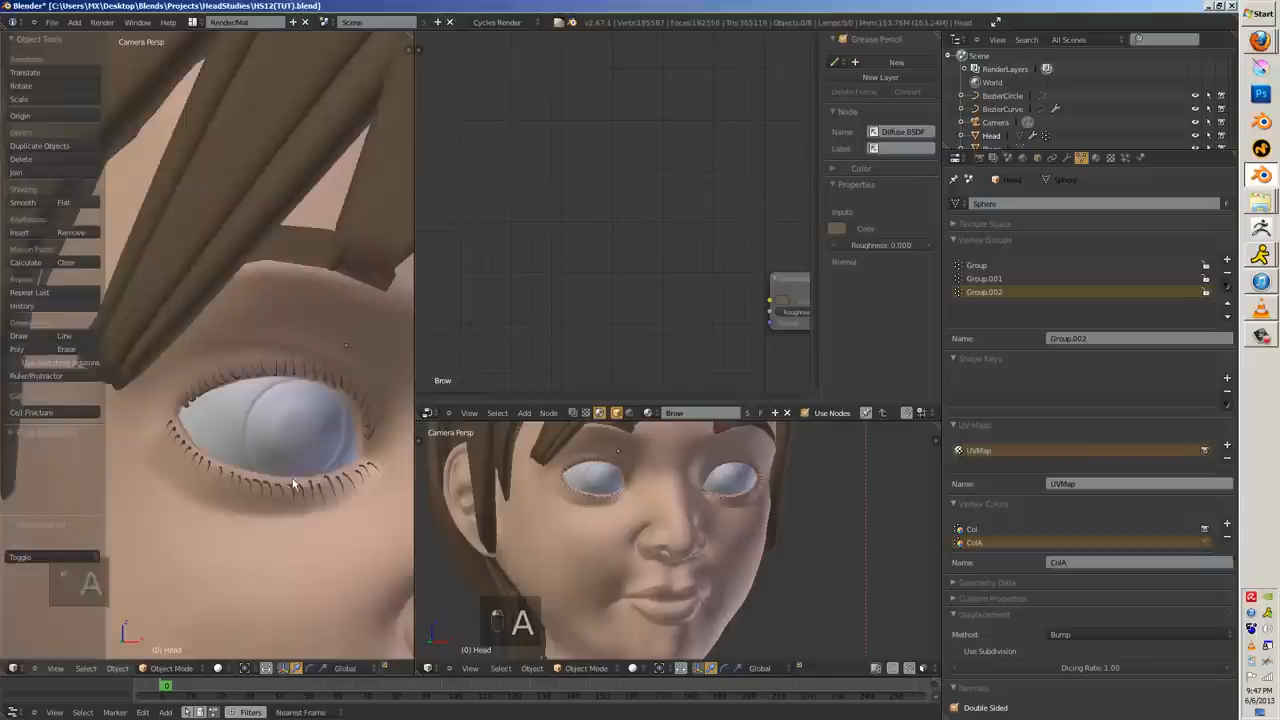 Blender* [C:\Users\MX\Desktop\Blends\Projects\HeadStudies\HS12(TUT).blend]
File Add Render Window Help
Render/Mat
Scene
Cycles Render
v2.67.1 | Verts:185587 | Faces:182558 | Tris:365116 | Objects:0/8 | Lamps:0/0 | Mem:153.76M (163.24M) | Head
Start
Object Tools
Translate
Rotate
Scale
Origin
Duplicate Objects
Delete
Join
Shading
Smooth Flat
Insert Remove
Calculate Clear
Repeat Last
History
Draw Line
Poly Erase
Ruler/Protractor
Cell Fracture
Toggle
Camera Persp
A
(0) Head
View Select Object Object Mode Global
Grease Pencil
New
New Layer
Delete Frame Convert
Node
Name: Diffuse BSDF
Label:
Color
Properties
Inputs:
Color
Roughness: 0.000
Normal
Roughness
Brow
View Select Add Node Brow 5 F Use Nodes
Camera Persp
A
(0) Head
View Select Object Object Mode Global
View Search All Scenes
Scene
RenderLayers
World
BezierCircle
BezierCurve
Camera
Head
Head Sphere
Sphere F
Texture Space
Vertex Groups
Group
Group.001
Group.002
Name: Group.002
Shape Keys
UV Maps
UVMap
Name: UVMap
Vertex Colors
Col
ColA
Name: ColA
Geometry Data
Custom Properties
Displacement
Method: Bump
Use Subdivision
Dicing Rate: 1.00
Normals
Double Sided
0
View Select Marker Edit Add Filters Nearest Frame
Ps
9:47 PM
6/6/2013